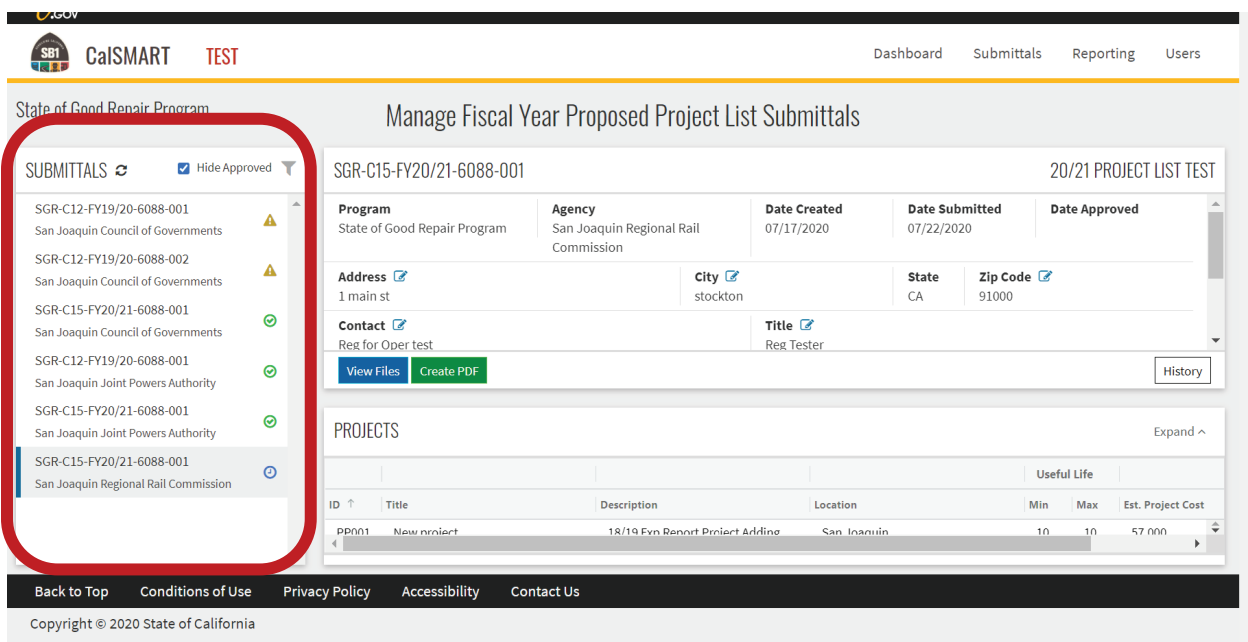 .GOV
SB1
CalSMART TEST
Dashboard Submittals Reporting Users
State of Good Repair Program
Manage Fiscal Year Proposed Project List Submittals
SUBMITTALS Hide Approved
SGR-C12-FY19/20-6088-001
San Joaquin Council of Governments
SGR-C12-FY19/20-6088-002
San Joaquin Council of Governments
SGR-C15-FY20/21-6088-001
San Joaquin Council of Governments
SGR-C12-FY19/20-6088-001
San Joaquin Joint Powers Authority
SGR-C15-FY20/21-6088-001
San Joaquin Joint Powers Authority
SGR-C15-FY20/21-6088-001
San Joaquin Regional Rail Commission
SGR-C15-FY20/21-6088-001 20/21 PROJECT LIST TEST
Program Agency Date Created Date Submitted Date Approved
State of Good Repair Program San Joaquin Regional Rail 07/17/2020 07/22/2020
Commission
Address City State Zip Code
1 main st stockton CA 91000
Contact Title
Reg for Oper test Reg Tester
View Files Create PDF History
PROJECTS Expand
Useful Life
ID ↑ Title Description Location Min Max Est. Project Cost
PP001 New project 18/19 Exp Report Project Adding San Joaquin 10 10 57,000
Back to Top Conditions of Use Privacy Policy Accessibility Contact Us
Copyright © 2020 State of California